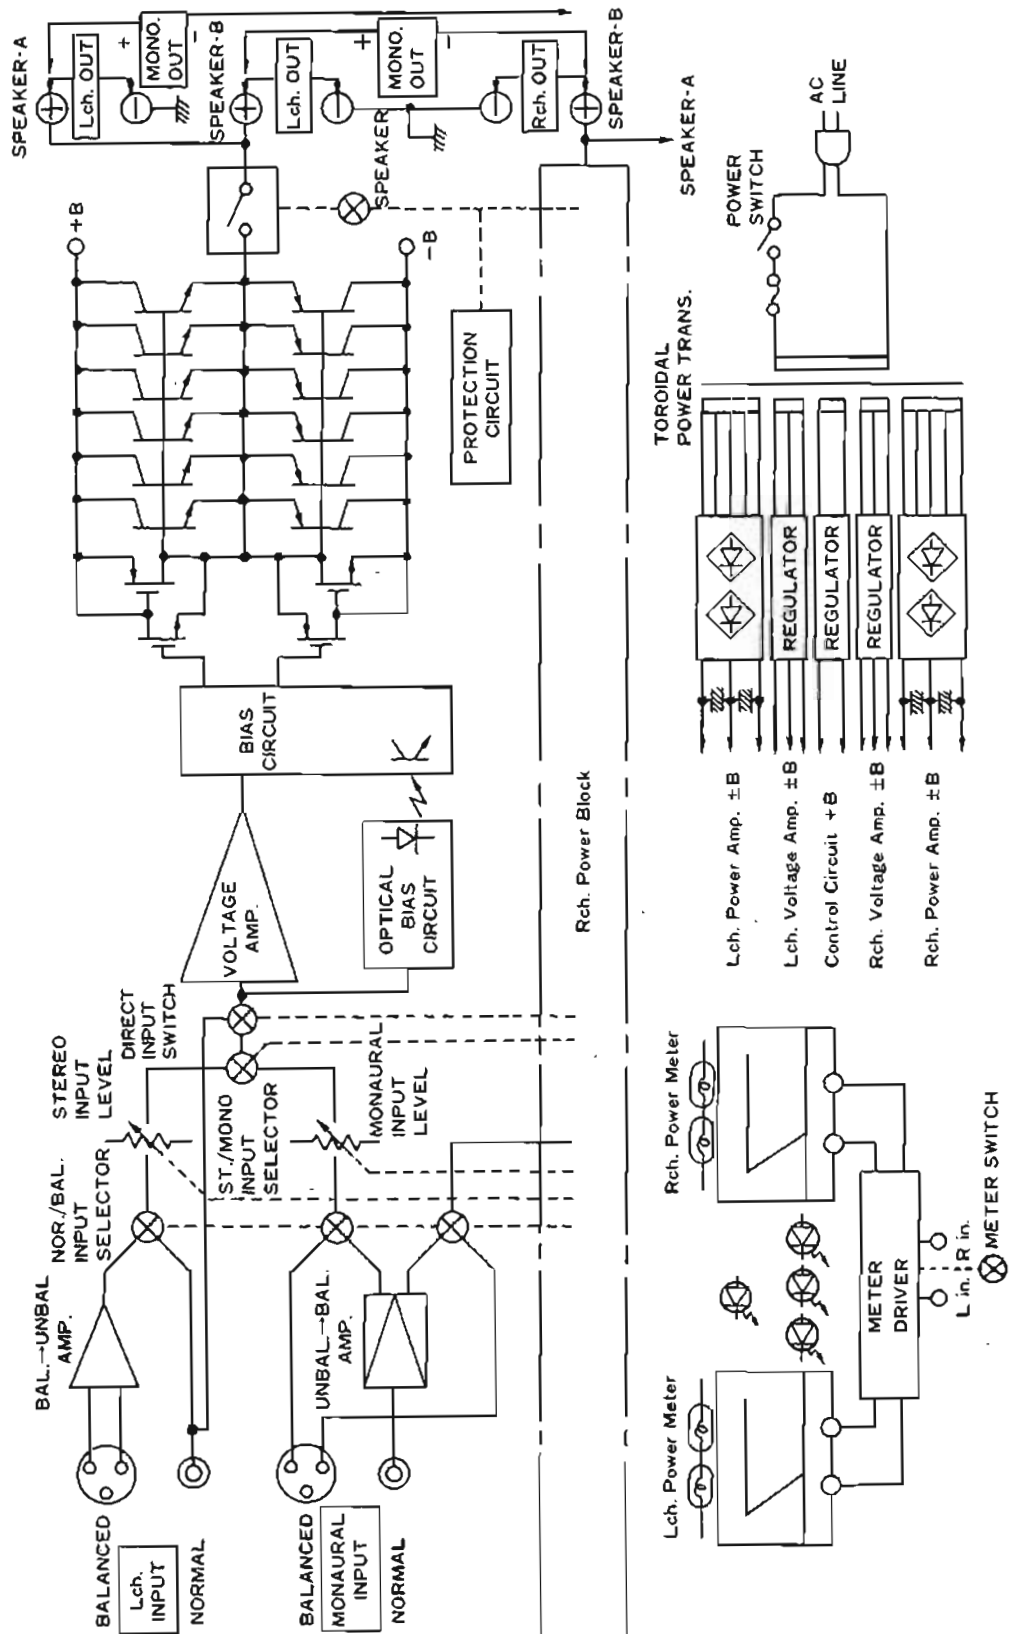 BALANCED
Lch.
INPUT
NORMAL
BALANCED
MONAURAL
INPUT
NORMAL
BAL.→UNBAL
AMP.
NOR./BAL.
INPUT
SELECTOR
STEREO
INPUT
LEVEL
DIRECT
INPUT
SWITCH
ST./MONO
INPUT
SELECTOR
MONAURAL
INPUT
LEVEL
UNBAL.→BAL.
AMP
VOLTAGE
AMP.
OPTICAL
BIAS
CIRCUIT
BIAS
CIRCUIT
+B
-B
PROTECTION
CIRCUIT
SPEAKER
SPEAKER-A
Lch. OUT
+
MONO.
OUT
-
SPEAKER-B
Lch. OUT
+
MONO.
OUT
-
Rch. OUT
SPEAKER-B
SPEAKER-A
Rch. Power Block
Lch. Power Meter
Rch. Power Meter
METER
DRIVER
L in.
R in.
METER SWITCH
Lch. Power Amp. ±B
Lch. Voltage Amp. ±B
Control Circuit +B
Rch. Voltage Amp. ±B
Rch. Power Amp. ±B
REGULATOR
REGULATOR
REGULATOR
TOROIDAL
POWER TRANS.
POWER
SWITCH
AC
LINE